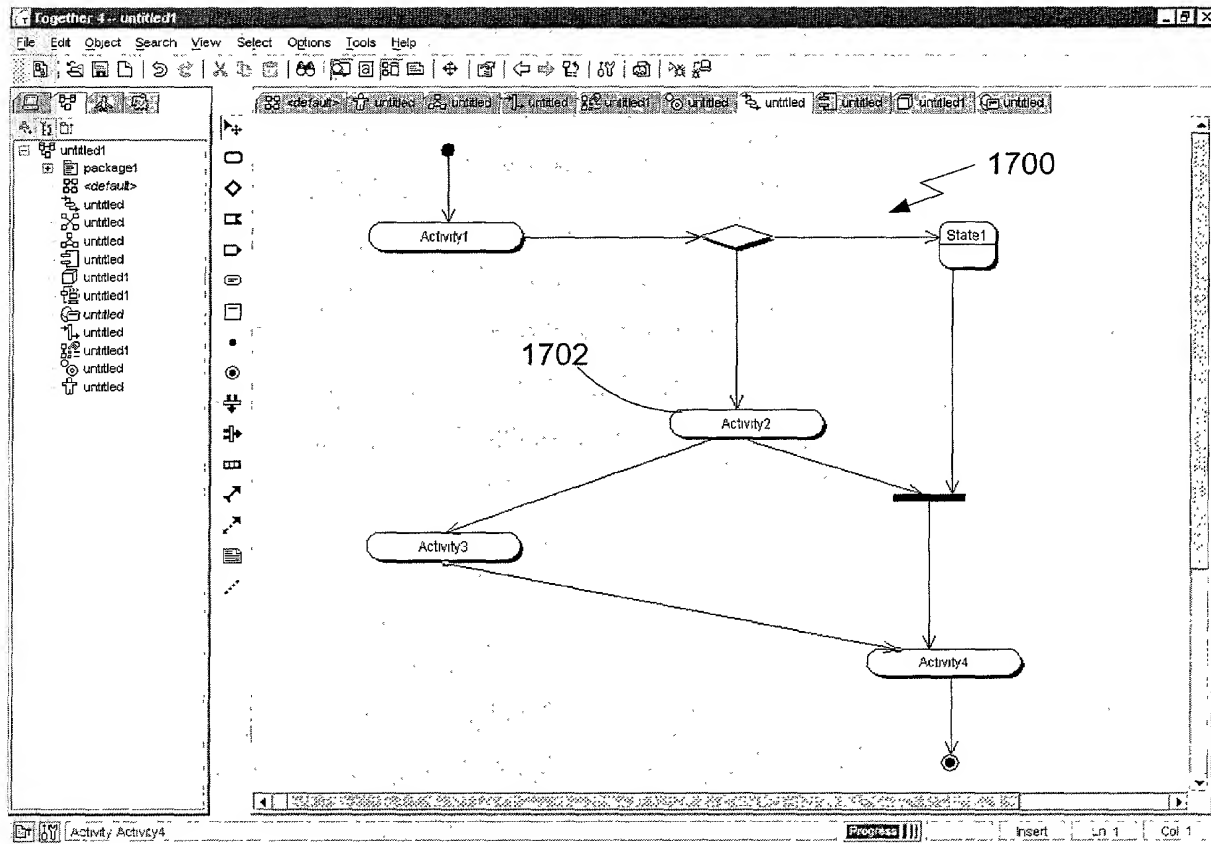 Together 4 -- untitled1
File Edit Object Search View Select Options Tools Help
<default> untitled untitled untitled untitled1 untitled untitled untitled untitled1 untitled
untitled1
package1
<default>
untitled
untitled
untitled
untitled
untitled1
untitled1
untitled
untitled
untitled1
untitled
untitled
1700
Activity1
State1
1702
Activity2
Activity3
Activity4
Activity Activity4
Progress
Insert
Ln 1
Col 1